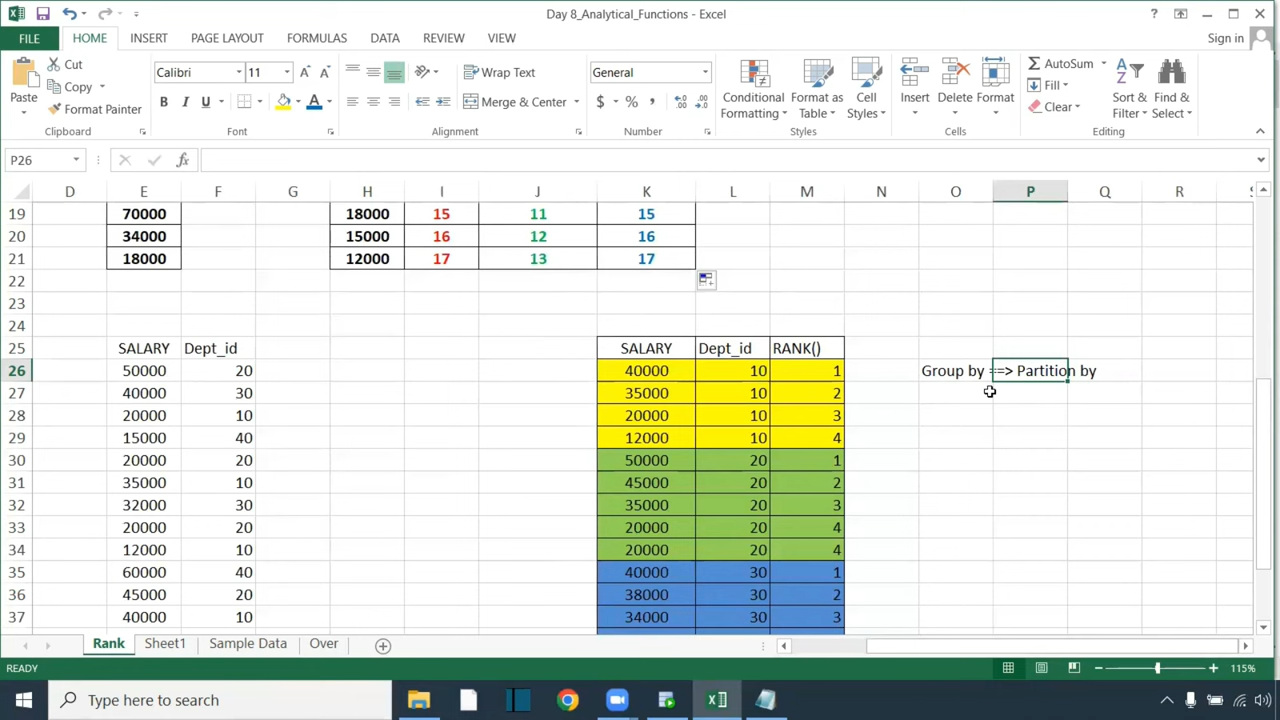 Day 8_Analytical_Functions - Excel
?
FILE HOME INSERT PAGE LAYOUT FORMULAS DATA REVIEW VIEW Sign in
Paste
Cut
Copy
Format Painter
Clipboard
Calibri 11
B I U
Font
Wrap Text
Merge & Center
Alignment
General
$ % ,
Number
Conditional Formatting
Format as Table
Cell Styles
Styles
Insert Delete Format
Cells
AutoSum
Fill
Clear
Sort & Filter
Find & Select
Editing
P26 fx
D E F G H I J K L M N O P Q R
19 70000 18000 15 11 15
20 34000 15000 16 12 16
21 18000 12000 17 13 17
22
23
24
25 SALARY Dept_id SALARY Dept_id RANK()
26 50000 20 40000 10 1 Group by ==> Partition by
27 40000 30 35000 10 2
28 20000 10 20000 10 3
29 15000 40 12000 10 4
30 20000 20 50000 20 1
31 35000 10 45000 20 2
32 32000 30 35000 20 3
33 20000 20 20000 20 4
34 12000 10 20000 20 4
35 60000 40 40000 30 1
36 45000 20 38000 30 2
37 40000 10 34000 30 3
Rank Sheet1 Sample Data Over
READY 115%
Type here to search